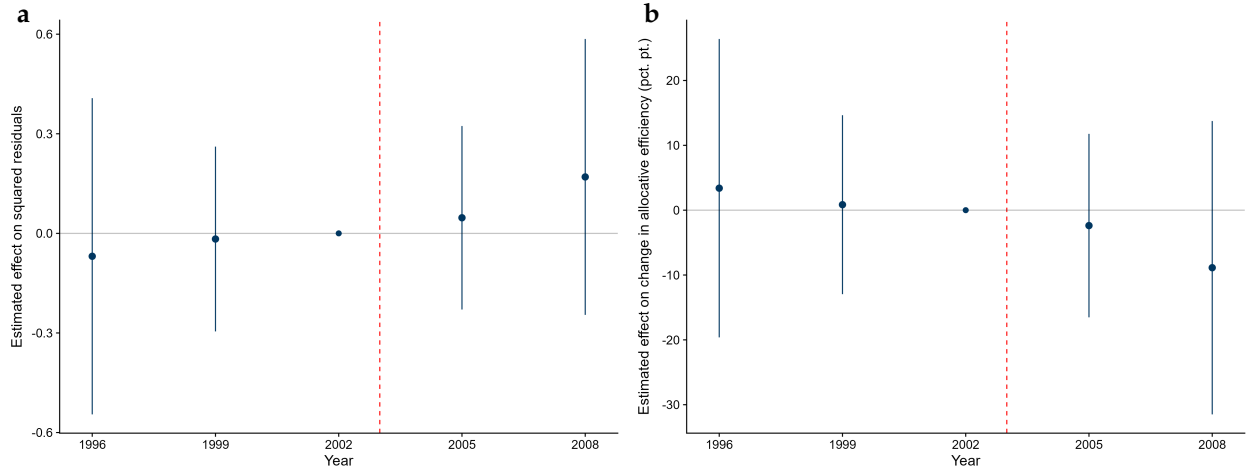 a
Estimated effect on squared residuals
0.6
0.3
0.0
-0.3
-0.6
1996 1999 2002 2005 2008
Year
b
Estimated effect on change in allocative efficiency (pct. pt.)
20
10
0
-10
-20
-30
1996 1999 2002 2005 2008
Year